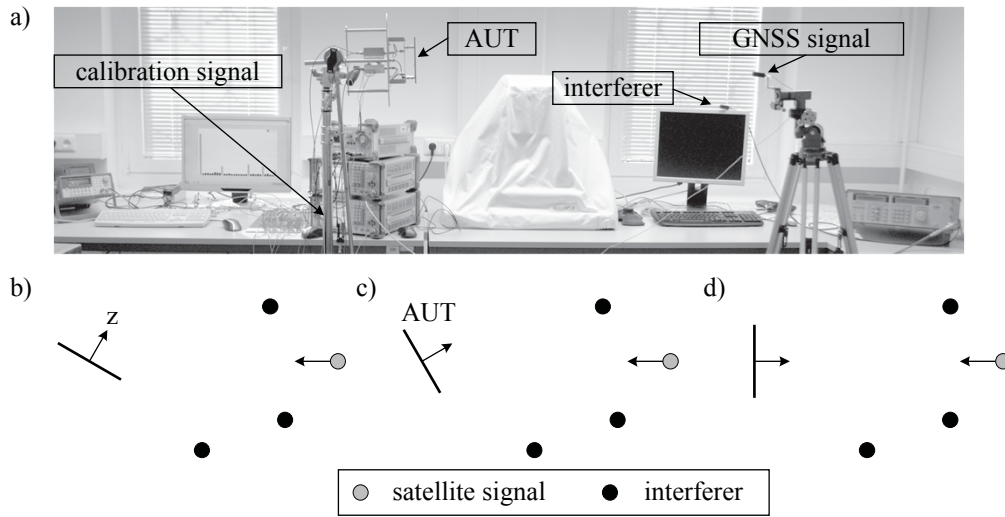 a)
AUT
GNSS signal
calibration signal
interferer
b)
c)
d)
z
AUT
satellite signal
interferer